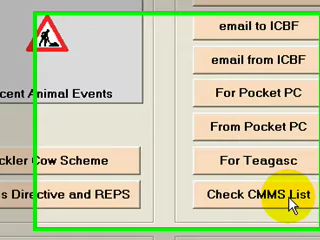 email to ICBF
email from ICBF
cent Animal Events
For Pocket PC
From Pocket PC
ckler Cow Scheme
For Teagasc
s Directive and REPS
Check CMMS List